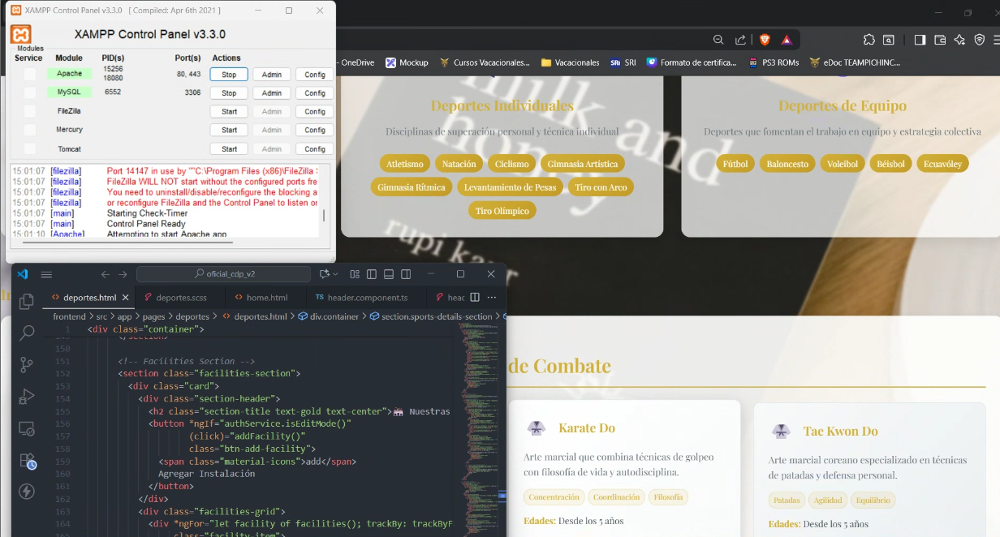 XAMPP Control Panel v3.3.0 [ Compiled: Apr 6th 2021 ]
XAMPP Control Panel v3.3.0
Modules
Service Module PID(s) Port(s) Actions
Apache 15256 18080 80, 443 Stop Admin Config
MySQL 6552 3306 Stop Admin Config
FileZilla Start Admin Config
Mercury Start Admin Config
Tomcat Start Admin Config
15:01:07 [filezilla] Port 14147 in use by ""C:\Program Files (x86)\FileZilla
15:01:07 [filezilla] FileZilla WILL NOT start without the configured ports fre
15:01:07 [filezilla] You need to uninstall/disable/reconfigure the blocking a
15:01:07 [filezilla] or reconfigure FileZilla and the Control Panel to listen on
15:01:07 [main] Starting Check-Timer
15:01:07 [main] Control Panel Ready
15:01:10 [Apache] Attempting to start Apache app
OneDrive Mockup Cursos Vacacionales... Vacacionales SRi SRI Formato de certifica... PS3 ROMs eDoc TEAMPICHINC...
milk and
honey
rupi kaur
Deportes Individuales
Disciplinas de superación personal y técnica individual
Atletismo Natación Ciclismo Gimnasia Artística
Gimnasia Rítmica Levantamiento de Pesas Tiro con Arco
Tiro Olímpico
Deportes de Equipo
Deportes que fomentan el trabajo en equipo y estrategia colectiva
Fútbol Baloncesto Voleibol Béisbol Ecuavóley
oficial_cdp_v2
deportes.html deportes.scss home.html TS header.component.ts head
frontend > src > app > pages > deportes > deportes.html > div.container > section.sports-details-section >
1 <div class="container">
</section>
150
151 <!-- Facilities Section -->
152 <section class="facilities-section">
153 <div class="card">
154 <div class="section-header">
155 <h2 class="section-title text-gold text-center">🏟️ Nuestras
156 <button *ngIf="authService.isEditMode()"
157 (click)="addFacility()"
158 class="btn-add-facility">
159 <span class="material-icons">add</span>
160 Agregar Instalación
161 </button>
162 </div>
163 <div class="facilities-grid">
164 <div *ngFor="let facility of facilities(); trackBy: trackByF
165 class="facility-item">
de Combate
Karate Do
Arte marcial que combina técnicas de golpeo
con filosofía de vida y autodisciplina.
Concentración Coordinación Filosofía
Edades: Desde los 5 años
Tae Kwon Do
Arte marcial coreano especializado en técnicas
de patadas y defensa personal.
Patadas Agilidad Equilibrio
Edades: Desde los 5 años